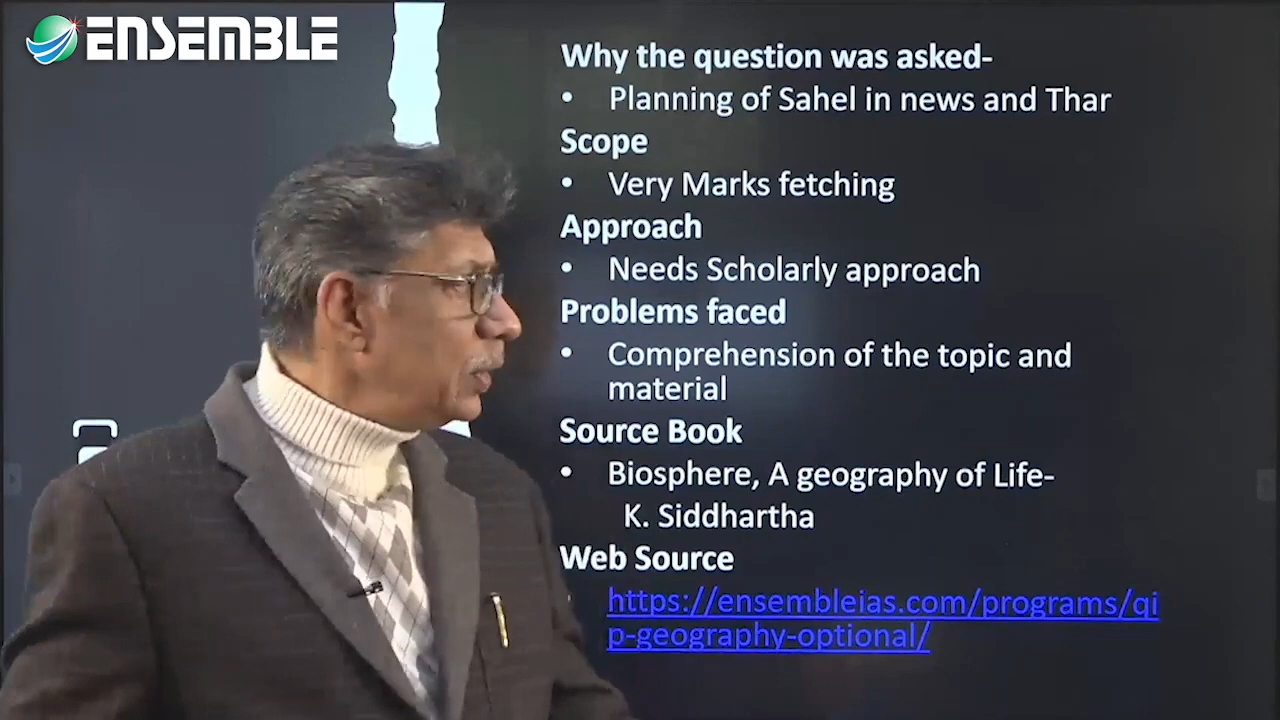 ENSEMBLE
Why the question was asked-
• Planning of Sahel in news and Thar
Scope
• Very Marks fetching
Approach
• Needs Scholarly approach
Problems faced
• Comprehension of the topic and
material
Source Book
• Biosphere, A geography of Life-
K. Siddhartha
Web Source
https://ensembleias.com/programs/qi
p-geography-optional/